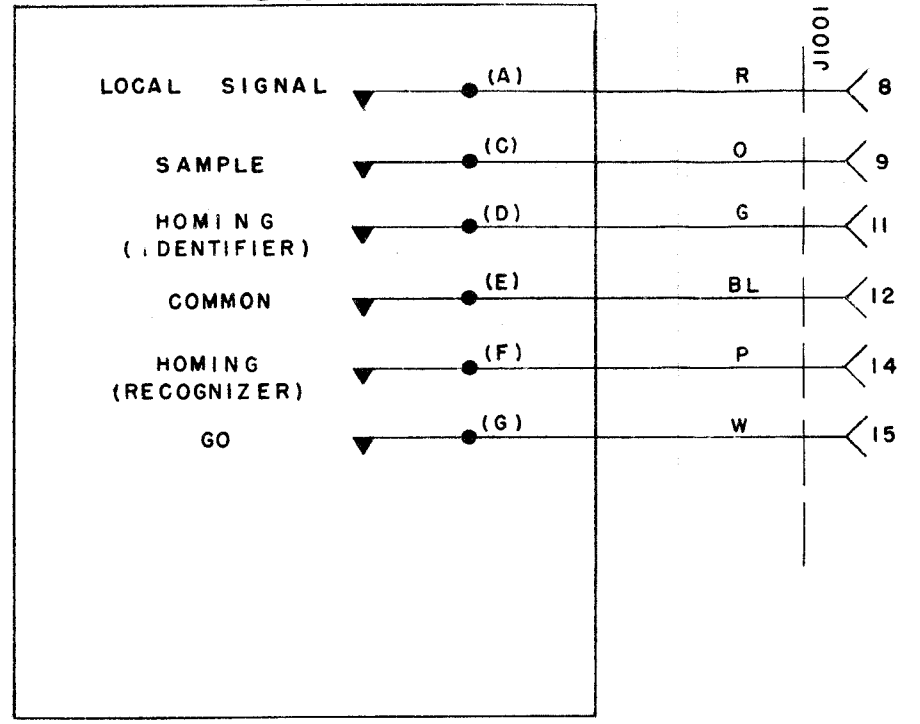 J1001
LOCAL SIGNAL (A) R 8
SAMPLE (C) O 9
HOMING (D) G 11
(IDENTIFIER)
COMMON (E) BL 12
HOMING (F) P 14
(RECOGNIZER)
GO (G) W 15